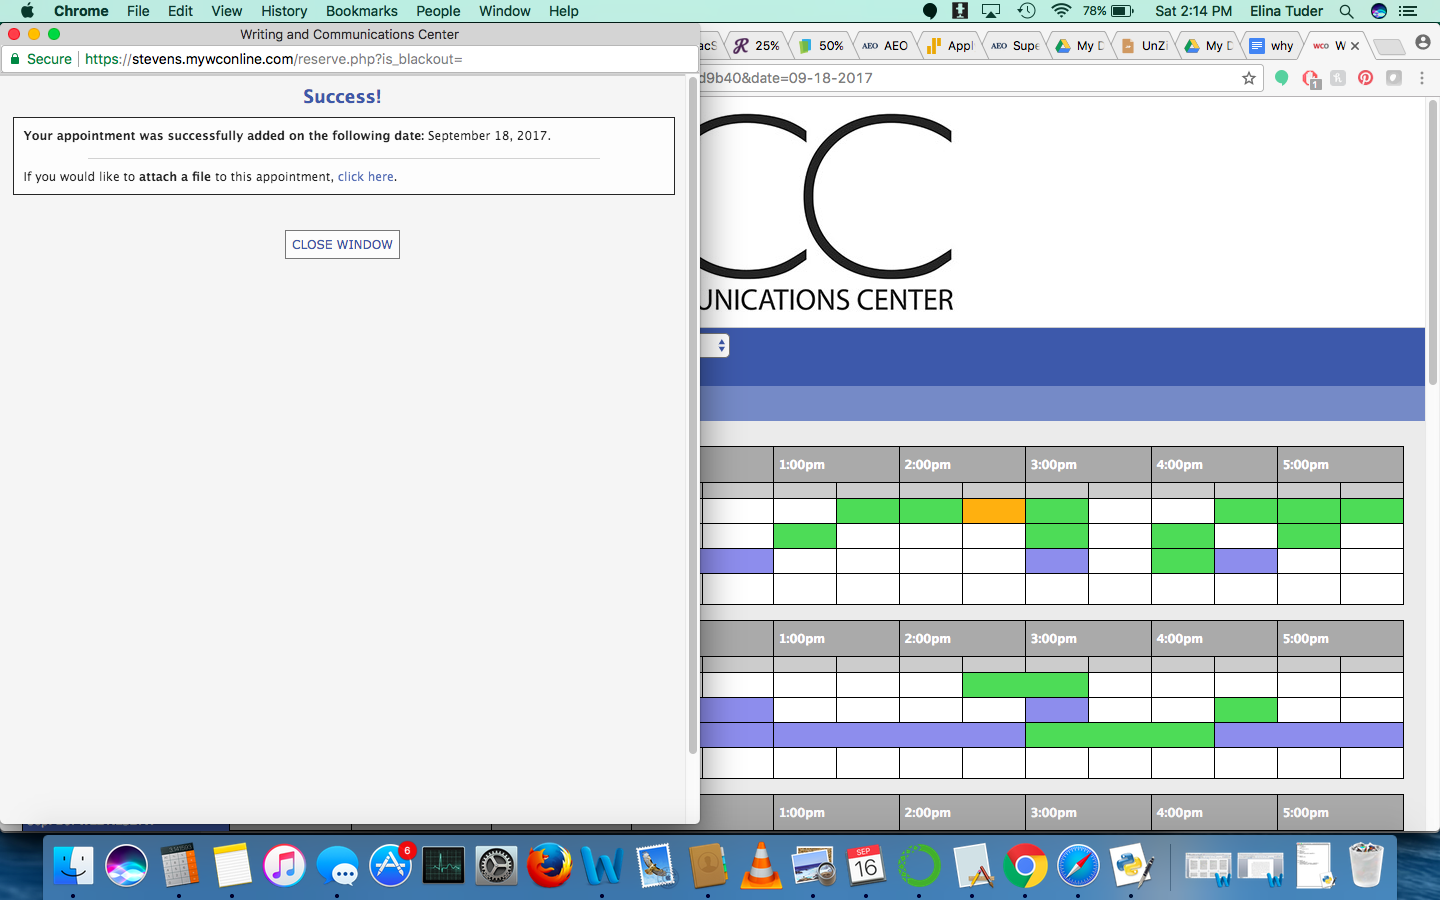 Chrome File Edit View History Bookmarks People Window Help 78% Sat 2:14 PM Elina Tuder
Writing and Communications Center
25% 50% AEO AEO Appl AEO Supe My D UnZi My D why wco W
Secure https://stevens.mywconline.com/reserve.php?is_blackout=
d9b40&date=09-18-2017
1
Success!
Your appointment was successfully added on the following date: September 18, 2017.
If you would like to attach a file to this appointment, click here.
CLOSE WINDOW
CC
UNICATIONS CENTER
1:00pm 2:00pm 3:00pm 4:00pm 5:00pm
1:00pm 2:00pm 3:00pm 4:00pm 5:00pm
1:00pm 2:00pm 3:00pm 4:00pm 5:00pm
6
SEP
16